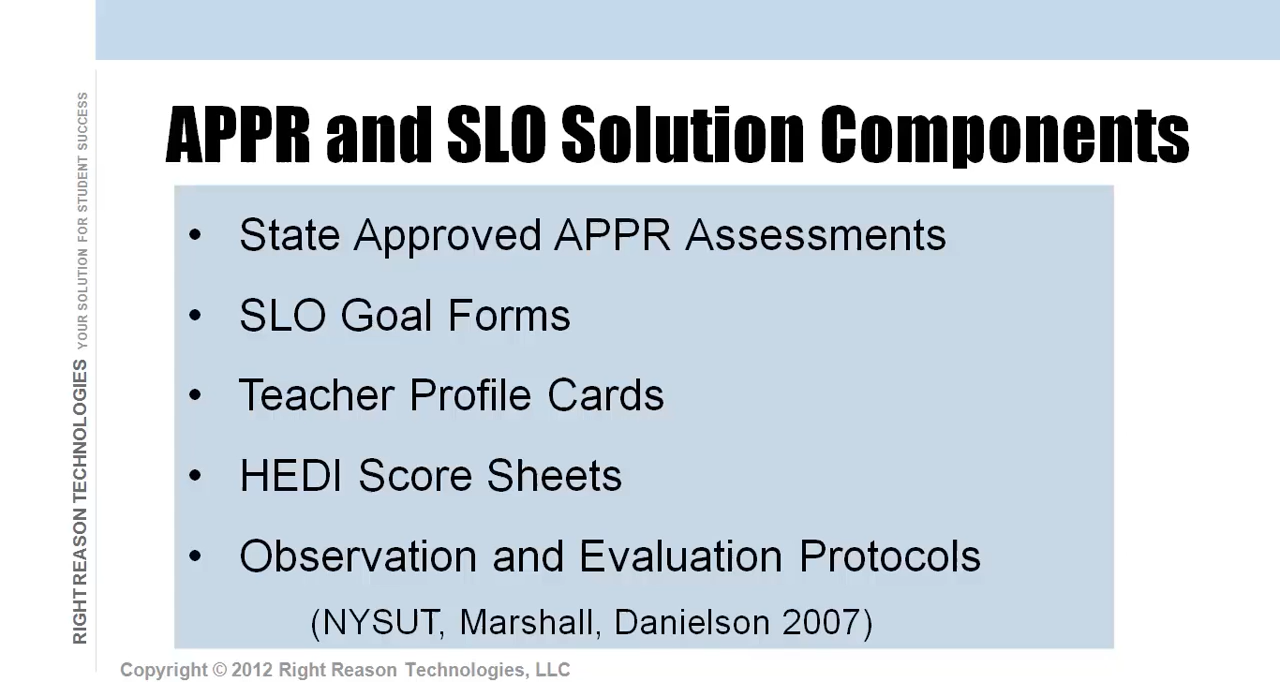 APPR and SLO Solution Components
• State Approved APPR Assessments
• SLO Goal Forms
• Teacher Profile Cards
• HEDI Score Sheets
• Observation and Evaluation Protocols
(NYSUT, Marshall, Danielson 2007)
RIGHT REASON TECHNOLOGIES YOUR SOLUTION FOR STUDENT SUCCESS
Copyright © 2012 Right Reason Technologies, LLC